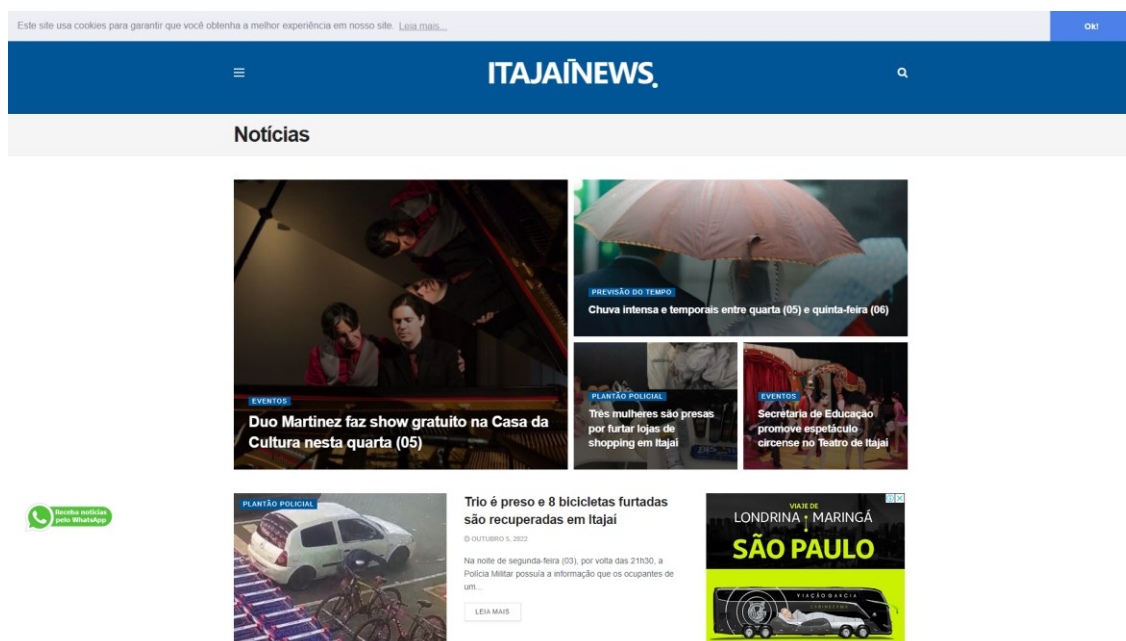 Este site usa cookies para garantir que você obtenha a melhor experiência em nosso site. Leia mais...
Ok!
ITAJAÍNEWS.
Notícias
EVENTOS
Duo Martinez faz show gratuito na Casa da
Cultura nesta quarta (05)
PREVISÃO DO TEMPO
Chuva intensa e temporais entre quarta (05) e quinta-feira (06)
PLANTÃO POLICIAL
Três mulheres são presas
por furtar lojas de
shopping em Itajaí
EVENTOS
Secretaria de Educação
promove espetáculo
circense no Teatro de Itajaí
Receba notícias
pelo WhatsApp
PLANTÃO POLICIAL
Trio é preso e 8 bicicletas furtadas
são recuperadas em Itajaí
OUTUBRO 5, 2022
Na noite de segunda-feira (03), por volta das 21h30, a
Polícia Militar possuía a informação que os ocupantes de
um...
LEIA MAIS
VIAJE DE
LONDRINA MARINGÁ
SÃO PAULO
VIAÇÃO GARCIA